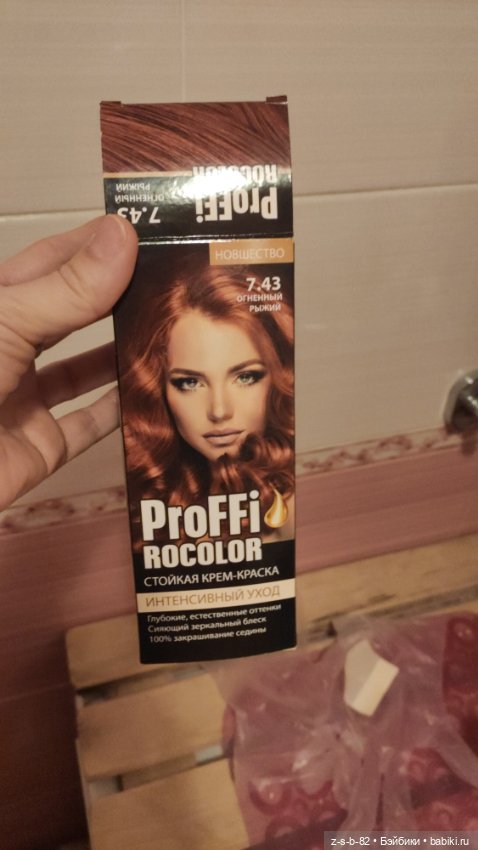 ProFFi
ROCOLOR
7.43
ОГНЕННЫЙ
РЫЖИЙ
НОВШЕСТВО
7.43
ОГНЕННЫЙ
РЫЖИЙ
ProFFi
ROCOLOR
СТОЙКАЯ КРЕМ-КРАСКА
ИНТЕНСИВНЫЙ УХОД
Глубокие, естественные оттенки
Сияющий зеркальный блеск
100% закрашивание седины
z-s-b-82 • Бэйбики • babiki.ru